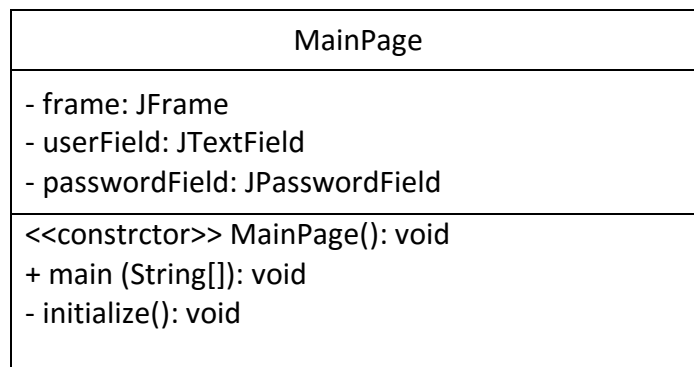 MainPage
- frame: JFrame
- userField: JTextField
- passwordField: JPasswordField
<<constrctor>> MainPage(): void
+ main (String[]): void
- initialize(): void